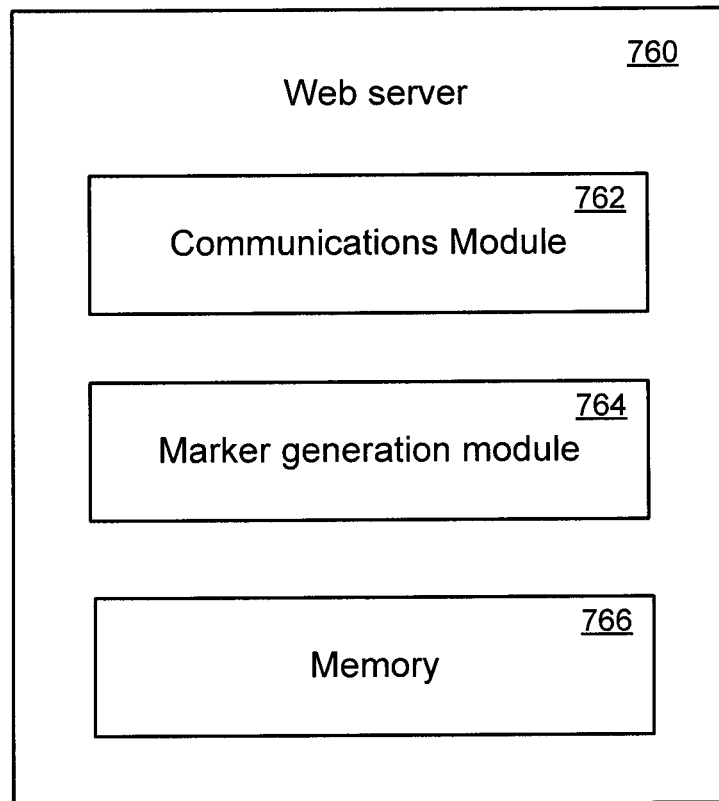 760
Web server
762
Communications Module
764
Marker generation module
766
Memory